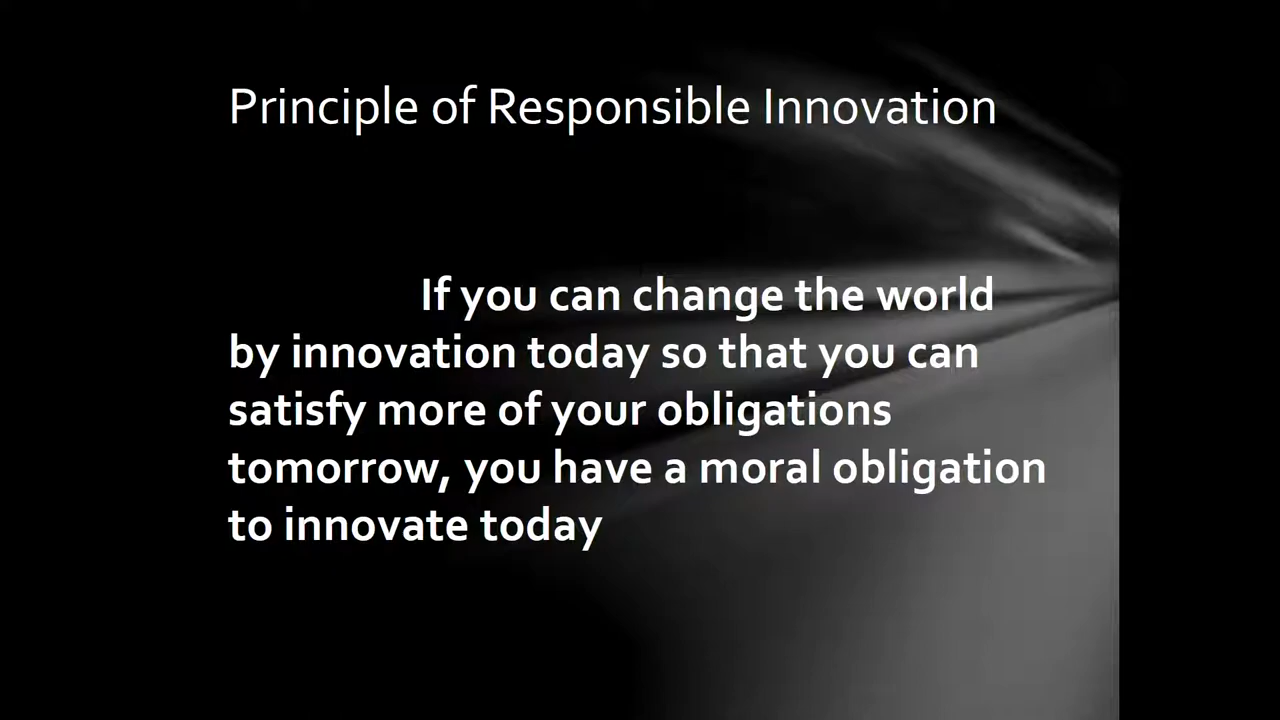 Principle of Responsible Innovation
If you can change the world
by innovation today so that you can
satisfy more of your obligations
tomorrow, you have a moral obligation
to innovate today